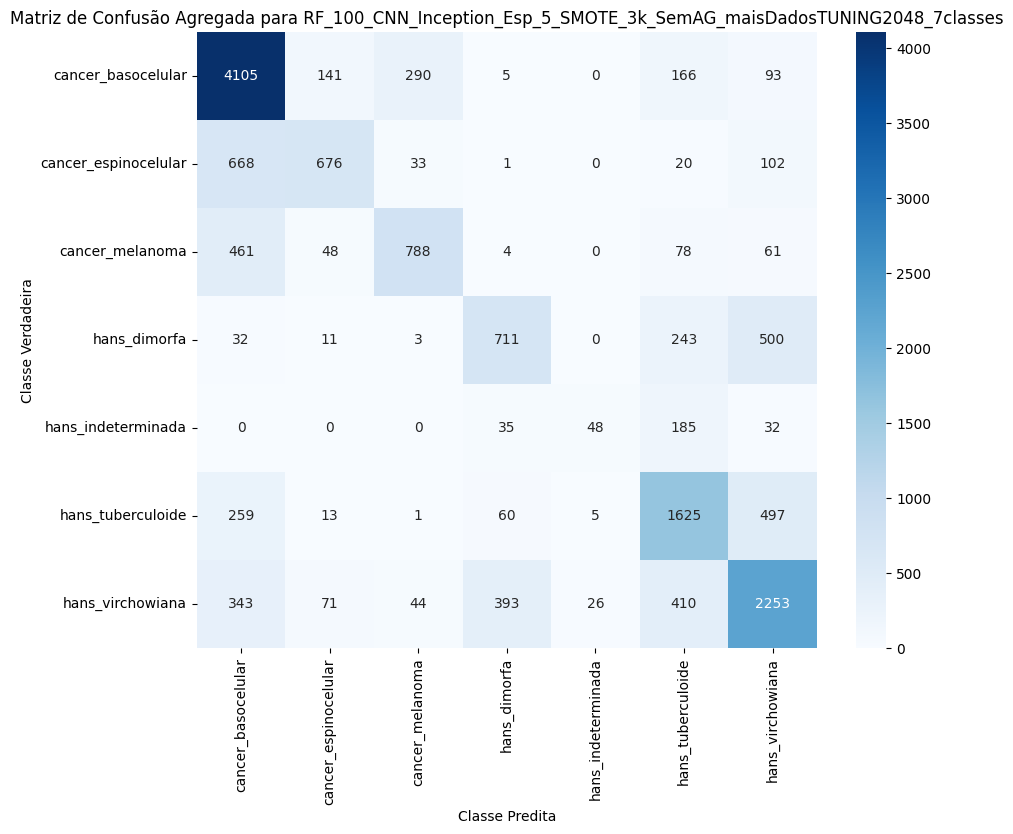 Matriz de Confusão Agregada para RF_100_CNN_Inception_Esp_5_SMOTE_3k_SemAG_maisDadosTUNING2048_7classes
Classe Verdadeira
cancer_basocelular 4105 141 290 5 0 166 93
cancer_espinocelular 668 676 33 1 0 20 102
cancer_melanoma 461 48 788 4 0 78 61
hans_dimorfa 32 11 3 711 0 243 500
hans_indeterminada 0 0 0 35 48 185 32
hans_tuberculoide 259 13 1 60 5 1625 497
hans_virchowiana 343 71 44 393 26 410 2253
cancer_basocelular
cancer_espinocelular
cancer_melanoma
hans_dimorfa
hans_indeterminada
hans_tuberculoide
hans_virchowiana
Classe Predita
4000
3500
3000
2500
2000
1500
1000
500
0